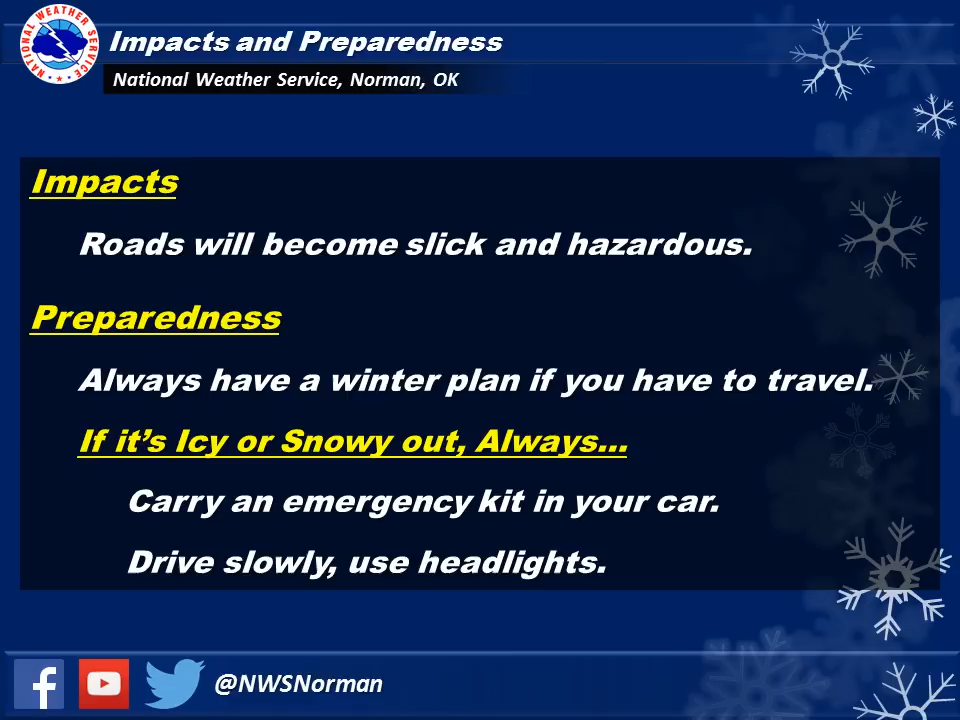 NATIONAL WEATHER SERVICE
Impacts and Preparedness
National Weather Service, Norman, OK
Impacts
Roads will become slick and hazardous.
Preparedness
Always have a winter plan if you have to travel.
If it’s Icy or Snowy out, Always…
Carry an emergency kit in your car.
Drive slowly, use headlights.
@NWSNorman